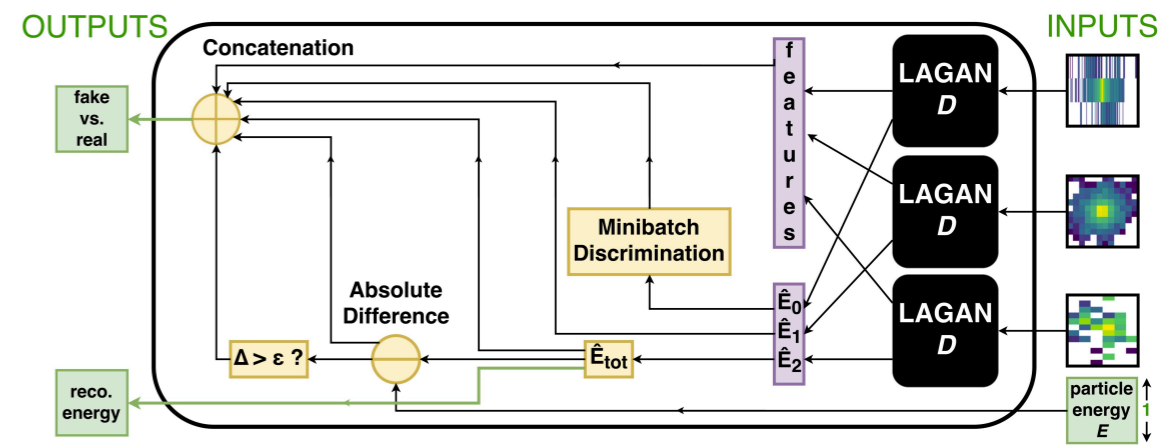 OUTPUTS
INPUTS
Concatenation
fake
vs.
real
f
e
a
t
u
r
e
s
LAGAN
D
LAGAN
D
LAGAN
D
Minibatch
Discrimination
Absolute
Difference
Ê0
Ê1
Ê2
Δ > ε ?
Êtot
reco.
energy
particle
energy
E
1